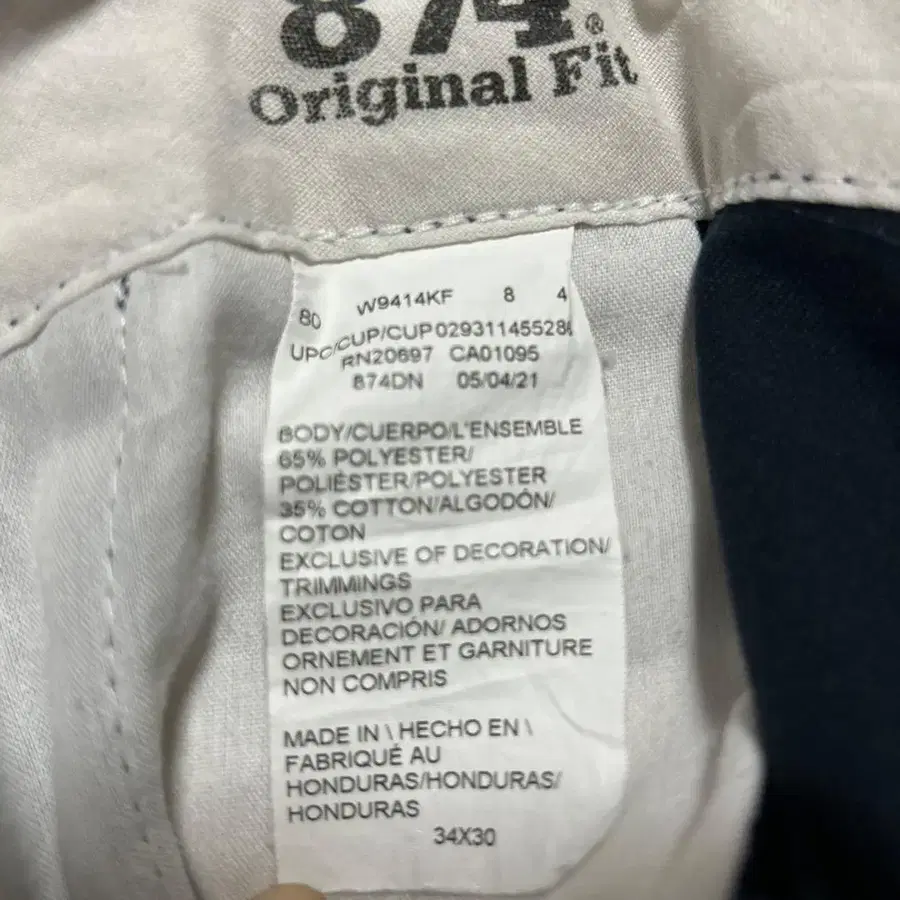 874®
Original Fit
80 W9414KF 8 4
UPC/CUP/CUP 02931145528
RN20697 CA01095
874DN 05/04/21
BODY/CUERPO/L'ENSEMBLE
65% POLYESTER/
POLIÉSTER/POLYESTER
35% COTTON/ALGODÓN/
COTON
EXCLUSIVE OF DECORATION/
TRIMMINGS
EXCLUSIVO PARA
DECORACIÓN/ ADORNOS
ORNEMENT ET GARNITURE
NON COMPRIS
MADE IN \ HECHO EN \
FABRIQUÉ AU
HONDURAS/HONDURAS/
HONDURAS
34X30